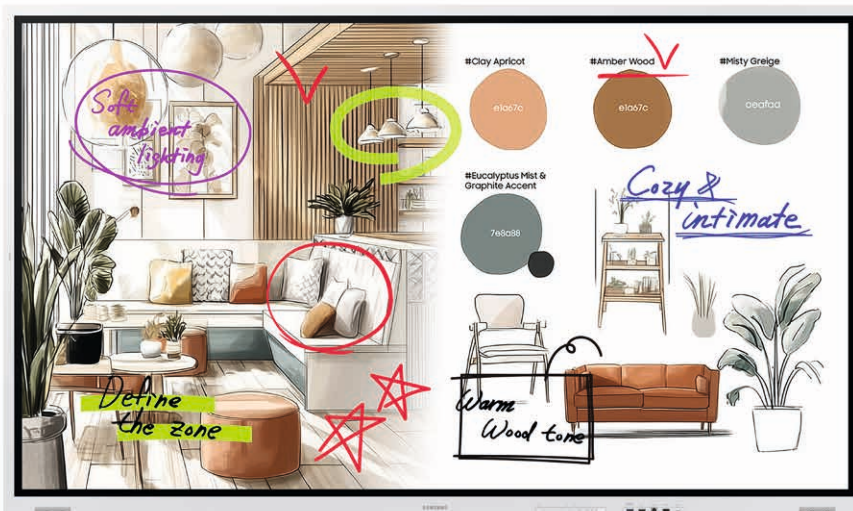 Soft
ambient
lighting
#Clay Apricot
#Amber Wood
#Misty Greige
e1a67c
e1a67c
aeafad
#Eucalyptus Mist &
Graphite Accent
7e8a88
Cozy &
intimate
Define
the zone
Warm
Wood tone
SAMSUNG